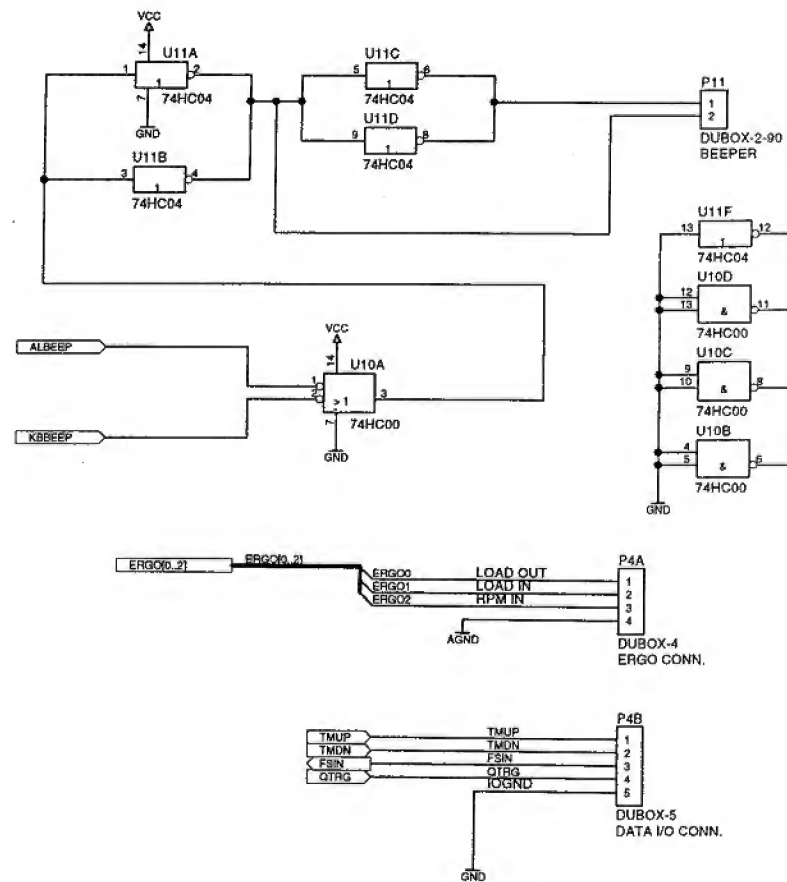 VCC
14
U11A
1
2
1
7
74HC04
GND
U11B
3
4
1
74HC04
U11C
5
6
1
74HC04
U11D
9
8
1
74HC04
P11
1
2
DUBOX-2-90
BEEPER
U11F
13
12
1
74HC04
U10D
12
13
11
&
74HC00
U10C
9
10
8
&
74HC00
U10B
4
5
6
&
74HC00
GND
ALBEEP
KBBEEP
VCC
14
U10A
1
2
>1
3
7
74HC00
GND
ERGO[0..2]
ERGO[0..2]
ERGO0
LOAD OUT
ERGO1
LOAD IN
ERGO2
RPM IN
AGND
P4A
1
2
3
4
DUBOX-4
ERGO CONN.
P4B
TMUP
TMUP
1
TMDN
TMDN
2
FSIN
FSIN
3
QTRG
QTRG
4
IOGND
5
DUBOX-5
DATA I/O CONN.
GND